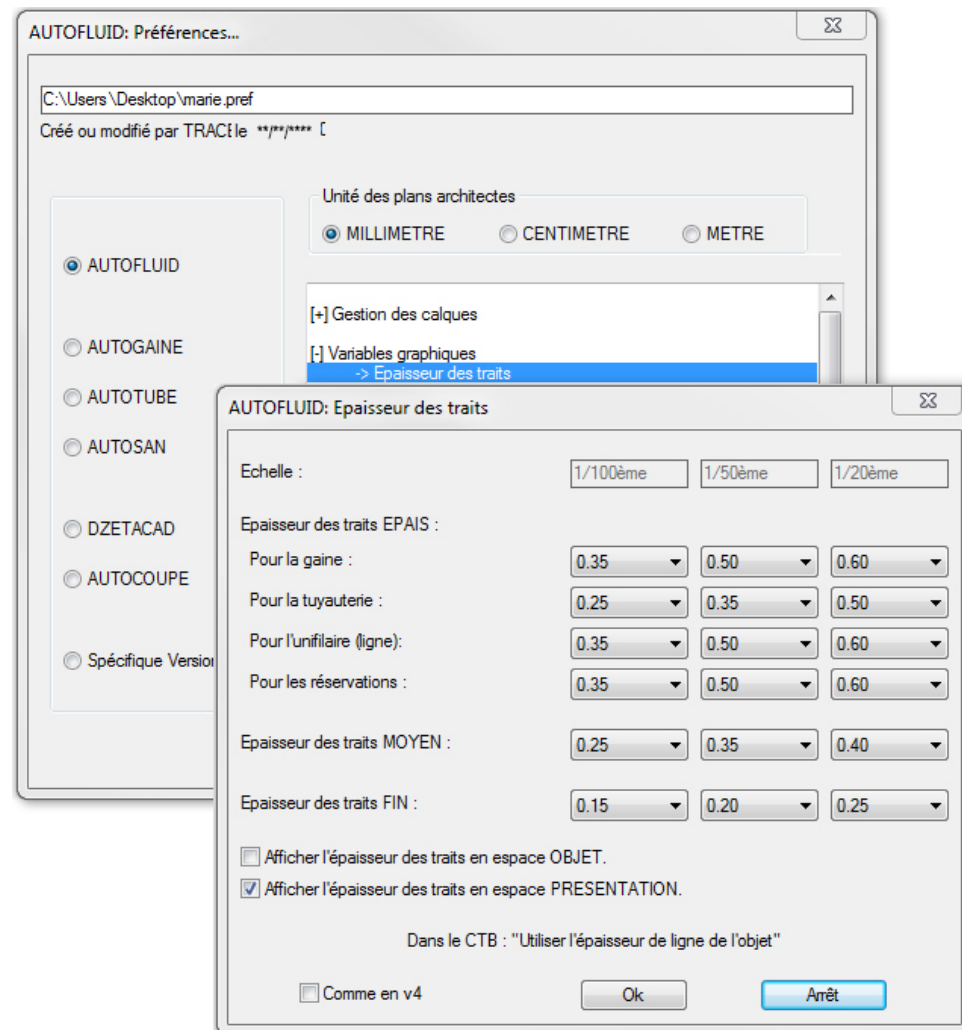 AUTOFLUID: Préférences...
C:\Users\Desktop\marie.pref
Créé ou modifié par TRACE le **/**/****
Unité des plans architectes
MILLIMETRE CENTIMETRE METRE
AUTOFLUID
[+] Gestion des calques
AUTOGAINE
[-] Variables graphiques
-> Epaisseur des traits
AUTOTUBE
AUTOSAN
DZETACAD
AUTOCOUPE
Spécifique Version
AUTOFLUID: Epaisseur des traits
Echelle : 1/100ème 1/50ème 1/20ème
Epaisseur des traits EPAIS :
Pour la gaine : 0.35 0.50 0.60
Pour la tuyauterie : 0.25 0.35 0.50
Pour l'unifilaire (ligne): 0.35 0.50 0.60
Pour les réservations : 0.35 0.50 0.60
Epaisseur des traits MOYEN : 0.25 0.35 0.40
Epaisseur des traits FIN : 0.15 0.20 0.25
Afficher l'épaisseur des traits en espace OBJET.
Afficher l'épaisseur des traits en espace PRESENTATION.
Dans le CTB : "Utiliser l'épaisseur de ligne de l'objet"
Comme en v4 Ok Arrêt